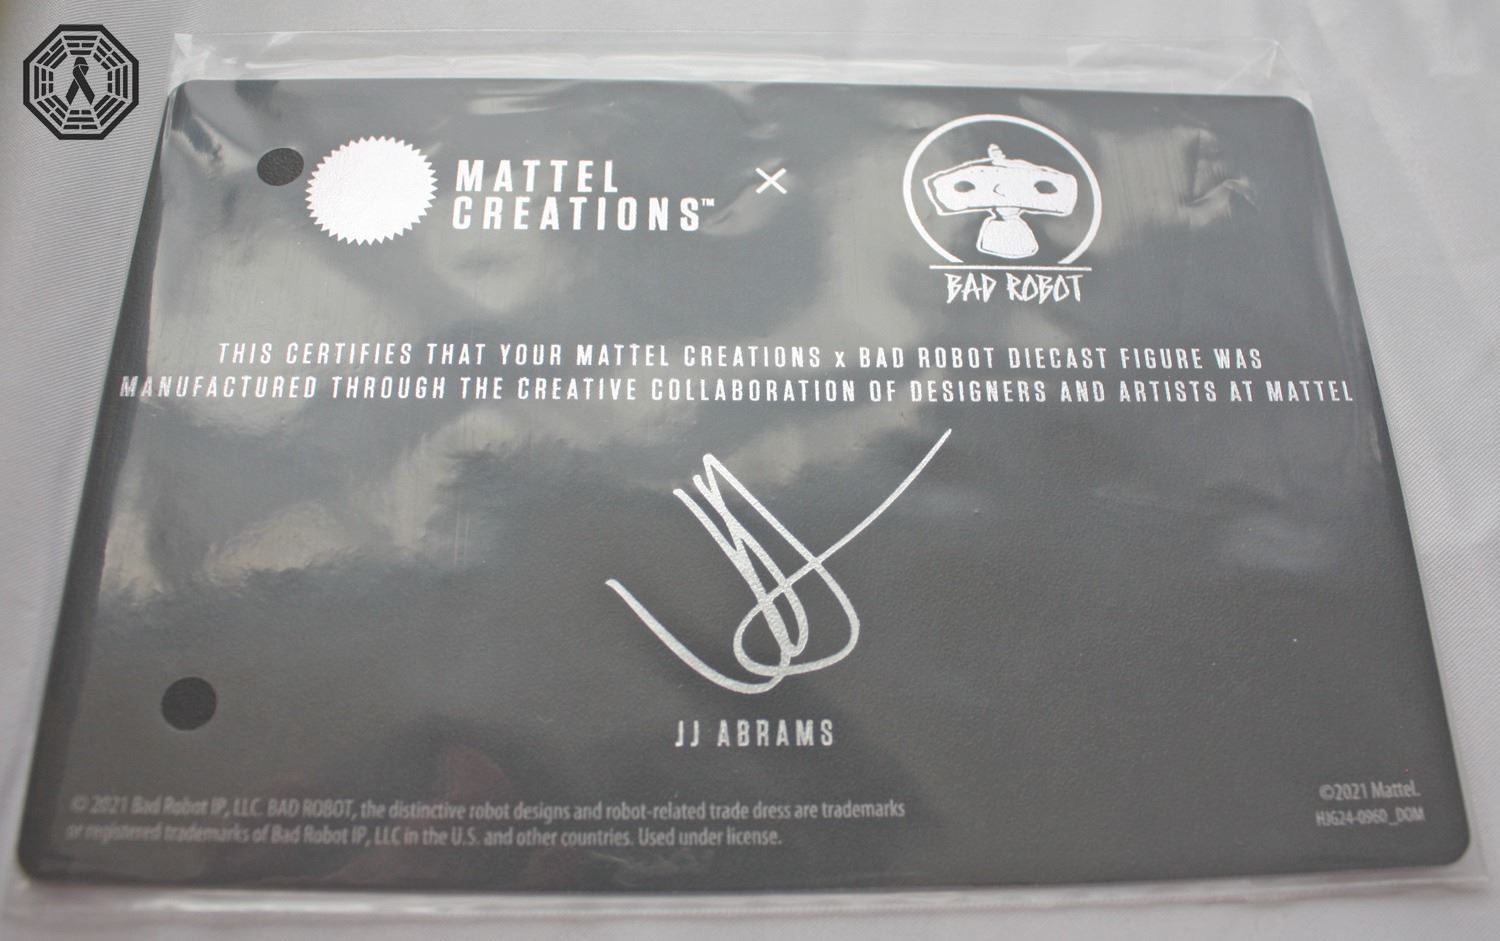 MATTEL
CREATIONS™
×
BAD ROBOT
THIS CERTIFIES THAT YOUR MATTEL CREATIONS x BAD ROBOT DIECAST FIGURE WAS
MANUFACTURED THROUGH THE CREATIVE COLLABORATION OF DESIGNERS AND ARTISTS AT MATTEL
JJ ABRAMS
© 2021 Bad Robot IP, LLC. BAD ROBOT, the distinctive robot designs and robot-related trade dress are trademarks
or registered trademarks of Bad Robot IP, LLC in the U.S. and other countries. Used under license.
©2021 Mattel.
HJG24-0960_DOM